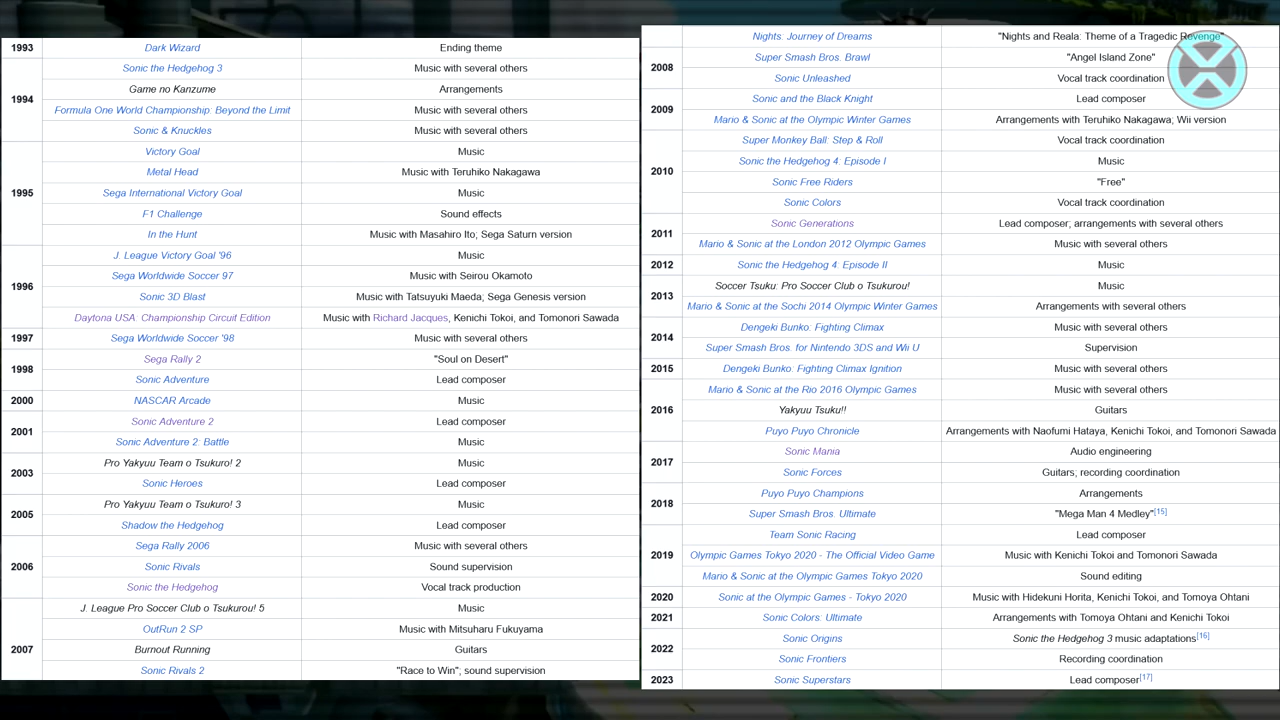 1993 Dark Wizard Ending theme
1994 Sonic the Hedgehog 3 Music with several others
Game no Kanzume Arrangements
Formula One World Championship: Beyond the Limit Music with several others
Sonic & Knuckles Music with several others
1995 Victory Goal Music
Metal Head Music with Teruhiko Nakagawa
Sega International Victory Goal Music
F1 Challenge Sound effects
In the Hunt Music with Masahiro Ito; Sega Saturn version
1996 J. League Victory Goal '96 Music
Sega Worldwide Soccer 97 Music with Seirou Okamoto
Sonic 3D Blast Music with Tatsuyuki Maeda; Sega Genesis version
Daytona USA: Championship Circuit Edition Music with Richard Jacques, Kenichi Tokoi, and Tomonori Sawada
1997 Sega Worldwide Soccer '98 Music with several others
1998 Sega Rally 2 "Soul on Desert"
Sonic Adventure Lead composer
2000 NASCAR Arcade Music
2001 Sonic Adventure 2 Lead composer
Sonic Adventure 2: Battle Music
2003 Pro Yakyuu Team o Tsukuro! 2 Music
Sonic Heroes Lead composer
2005 Pro Yakyuu Team o Tsukuro! 3 Music
Shadow the Hedgehog Lead composer
2006 Sega Rally 2006 Music with several others
Sonic Rivals Sound supervision
Sonic the Hedgehog Vocal track production
2007 J. League Pro Soccer Club o Tsukurou! 5 Music
OutRun 2 SP Music with Mitsuharu Fukuyama
Burnout Running Guitars
Sonic Rivals 2 "Race to Win"; sound supervision
2008 Nights: Journey of Dreams "Nights and Reala: Theme of a Tragedic Revenge"
Super Smash Bros. Brawl "Angel Island Zone"
Sonic Unleashed Vocal track coordination
2009 Sonic and the Black Knight Lead composer
Mario & Sonic at the Olympic Winter Games Arrangements with Teruhiko Nakagawa; Wii version
2010 Super Monkey Ball: Step & Roll Vocal track coordination
Sonic the Hedgehog 4: Episode I Music
Sonic Free Riders "Free"
Sonic Colors Vocal track coordination
2011 Sonic Generations Lead composer; arrangements with several others
Mario & Sonic at the London 2012 Olympic Games Music with several others
2012 Sonic the Hedgehog 4: Episode II Music
2013 Soccer Tsuku: Pro Soccer Club o Tsukurou! Music
Mario & Sonic at the Sochi 2014 Olympic Winter Games Arrangements with several others
2014 Dengeki Bunko: Fighting Climax Music with several others
Super Smash Bros. for Nintendo 3DS and Wii U Supervision
2015 Dengeki Bunko: Fighting Climax Ignition Music with several others
2016 Mario & Sonic at the Rio 2016 Olympic Games Music with several others
Yakyuu Tsuku!! Guitars
Puyo Puyo Chronicle Arrangements with Naofumi Hataya, Kenichi Tokoi, and Tomonori Sawada
2017 Sonic Mania Audio engineering
Sonic Forces Guitars; recording coordination
2018 Puyo Puyo Champions Arrangements
Super Smash Bros. Ultimate "Mega Man 4 Medley"[15]
2019 Team Sonic Racing Lead composer
Olympic Games Tokyo 2020 - The Official Video Game Music with Kenichi Tokoi and Tomonori Sawada
Mario & Sonic at the Olympic Games Tokyo 2020 Sound editing
2020 Sonic at the Olympic Games - Tokyo 2020 Music with Hidekuni Horita, Kenichi Tokoi, and Tomoya Ohtani
2021 Sonic Colors: Ultimate Arrangements with Tomoya Ohtani and Kenichi Tokoi
2022 Sonic Origins Sonic the Hedgehog 3 music adaptations[16]
Sonic Frontiers Recording coordination
2023 Sonic Superstars Lead composer[17]